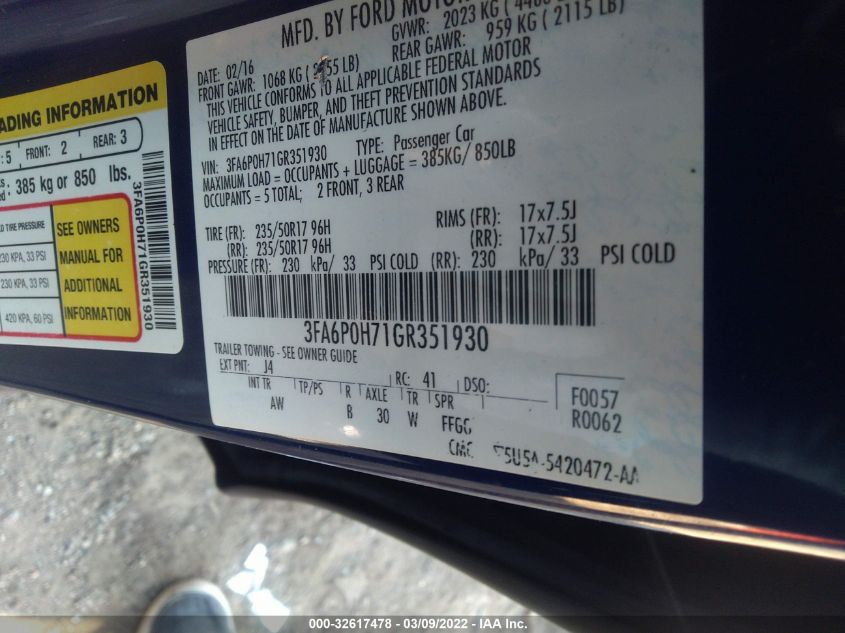 MFD. BY FORD MOTOR
GVWR: 2023 KG
DATE: 02/16
REAR GAWR: 959 KG (2115 LB)
FRONT GAWR: 1068 KG ( LB)
THIS VEHICLE CONFORMS TO ALL APPLICABLE FEDERAL MOTOR
VEHICLE SAFETY, BUMPER, AND THEFT PREVENTION STANDARDS
IN EFFECT ON THE DATE OF MANUFACTURE SHOWN ABOVE.
VIN: 3FA6P0H71GR351930 TYPE: Passenger Car
MAXIMUM LOAD = OCCUPANTS + LUGGAGE = 385KG/ 850LB
OCCUPANTS = 5 TOTAL; 2 FRONT, 3 REAR
TIRE (FR): 235/50R17 96H RIMS (FR): 17x7.5J
(RR): 235/50R17 96H (RR): 17x7.5J
PRESSURE (FR): 230 kPa/ 33 PSI COLD (RR): 230 kPa/ 33 PSI COLD
3FA6P0H71GR351930
TRAILER TOWING - SEE OWNER GUIDE
EXT PNT: J4 RC: 41 DSO:
INT TR TP/PS R AXLE TR SPR
AW B 30 W FFGG
F0057
R0062
5U5A-5420472-AA
ADING INFORMATION
: 5 FRONT: 2 REAR: 3
385 kg or 850 lbs.
TIRE PRESSURE
230 KPA, 33 PSI
230 KPA, 33 PSI
420 KPA, 60 PSI
SEE OWNERS
MANUAL FOR
ADDITIONAL
INFORMATION
3FA6P0H71GR351930
000-32617478 - 03/09/2022 - IAA Inc.